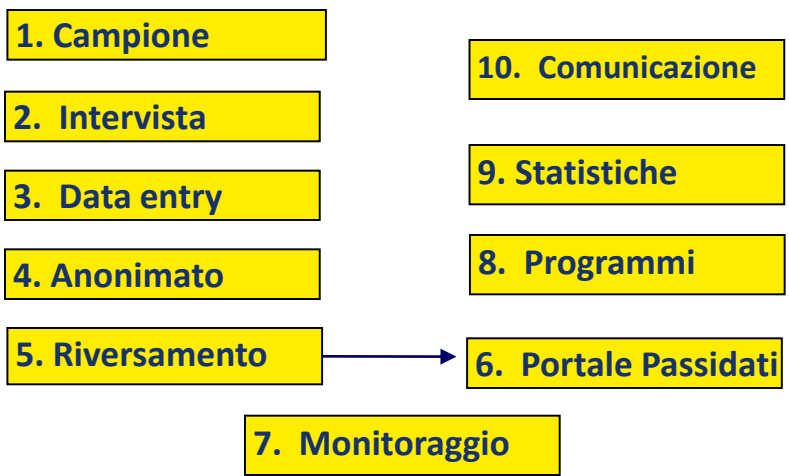 1. Campione
2. Intervista
3. Data entry
4. Anonimato
5. Riversamento
6. Portale Passidati
7. Monitoraggio
8. Programmi
9. Statistiche
10. Comunicazione